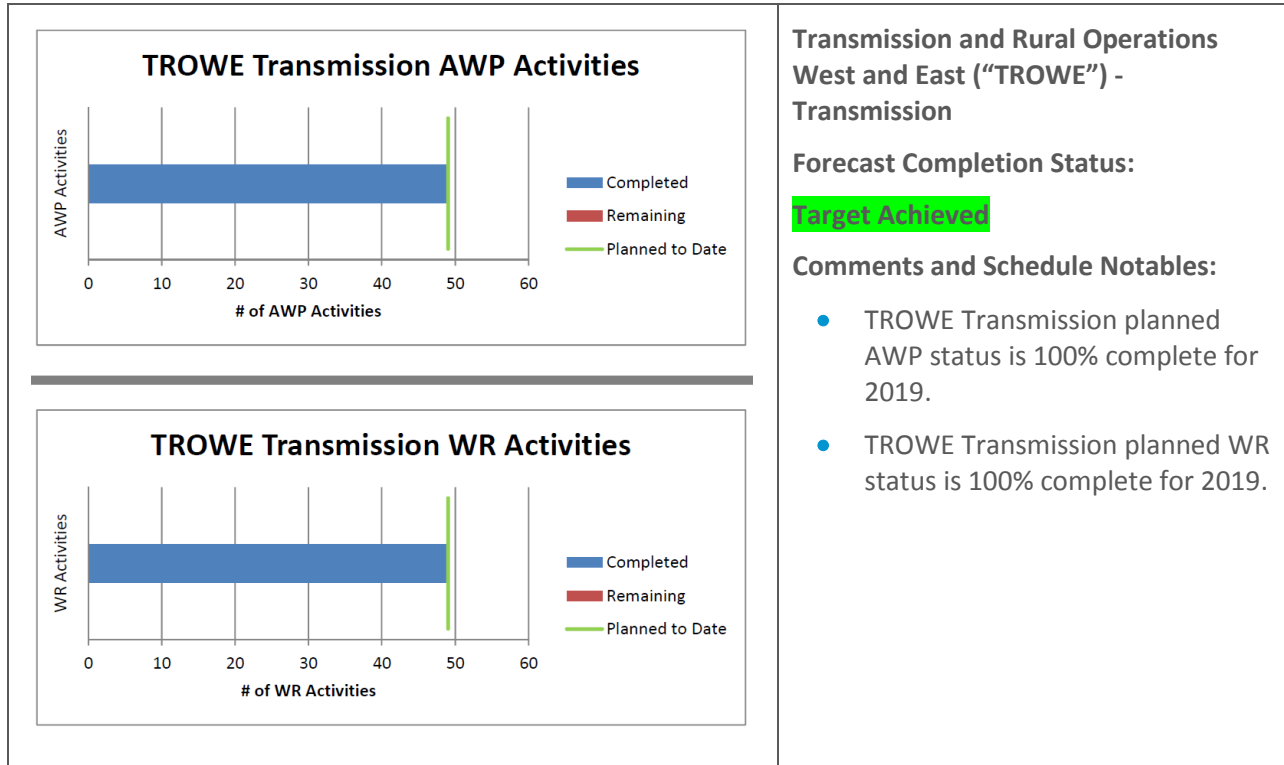 TROWE Transmission AWP Activities
AWP Activities
Completed
Remaining
Planned to Date
0 10 20 30 40 50 60
# of AWP Activities
TROWE Transmission WR Activities
WR Activities
Completed
Remaining
Planned to Date
0 10 20 30 40 50 60
# of WR Activities
Transmission and Rural Operations
West and East (“TROWE”) -
Transmission
Forecast Completion Status:
Target Achieved
Comments and Schedule Notables:
• TROWE Transmission planned
AWP status is 100% complete for
2019.
• TROWE Transmission planned WR
status is 100% complete for 2019.